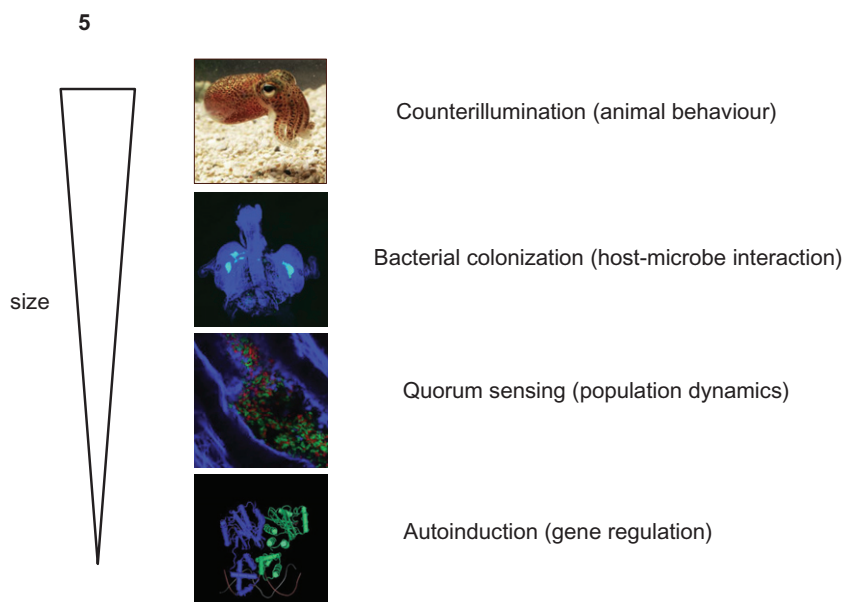 5
Counterillumination (animal behaviour)
Bacterial colonization (host-microbe interaction)
size
Quorum sensing (population dynamics)
Autoinduction (gene regulation)